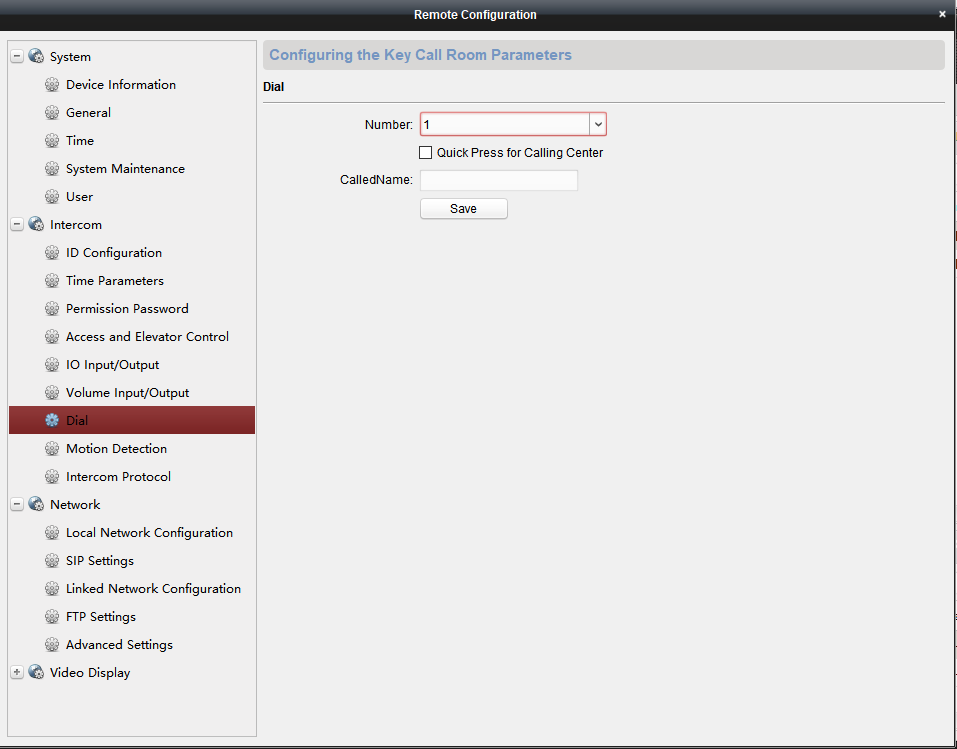 Remote Configuration
System
Device Information
General
Time
System Maintenance
User
Intercom
ID Configuration
Time Parameters
Permission Password
Access and Elevator Control
IO Input/Output
Volume Input/Output
Dial
Motion Detection
Intercom Protocol
Network
Local Network Configuration
SIP Settings
Linked Network Configuration
FTP Settings
Advanced Settings
Video Display
Configuring the Key Call Room Parameters
Dial
Number: 1
Quick Press for Calling Center
CalledName:
Save